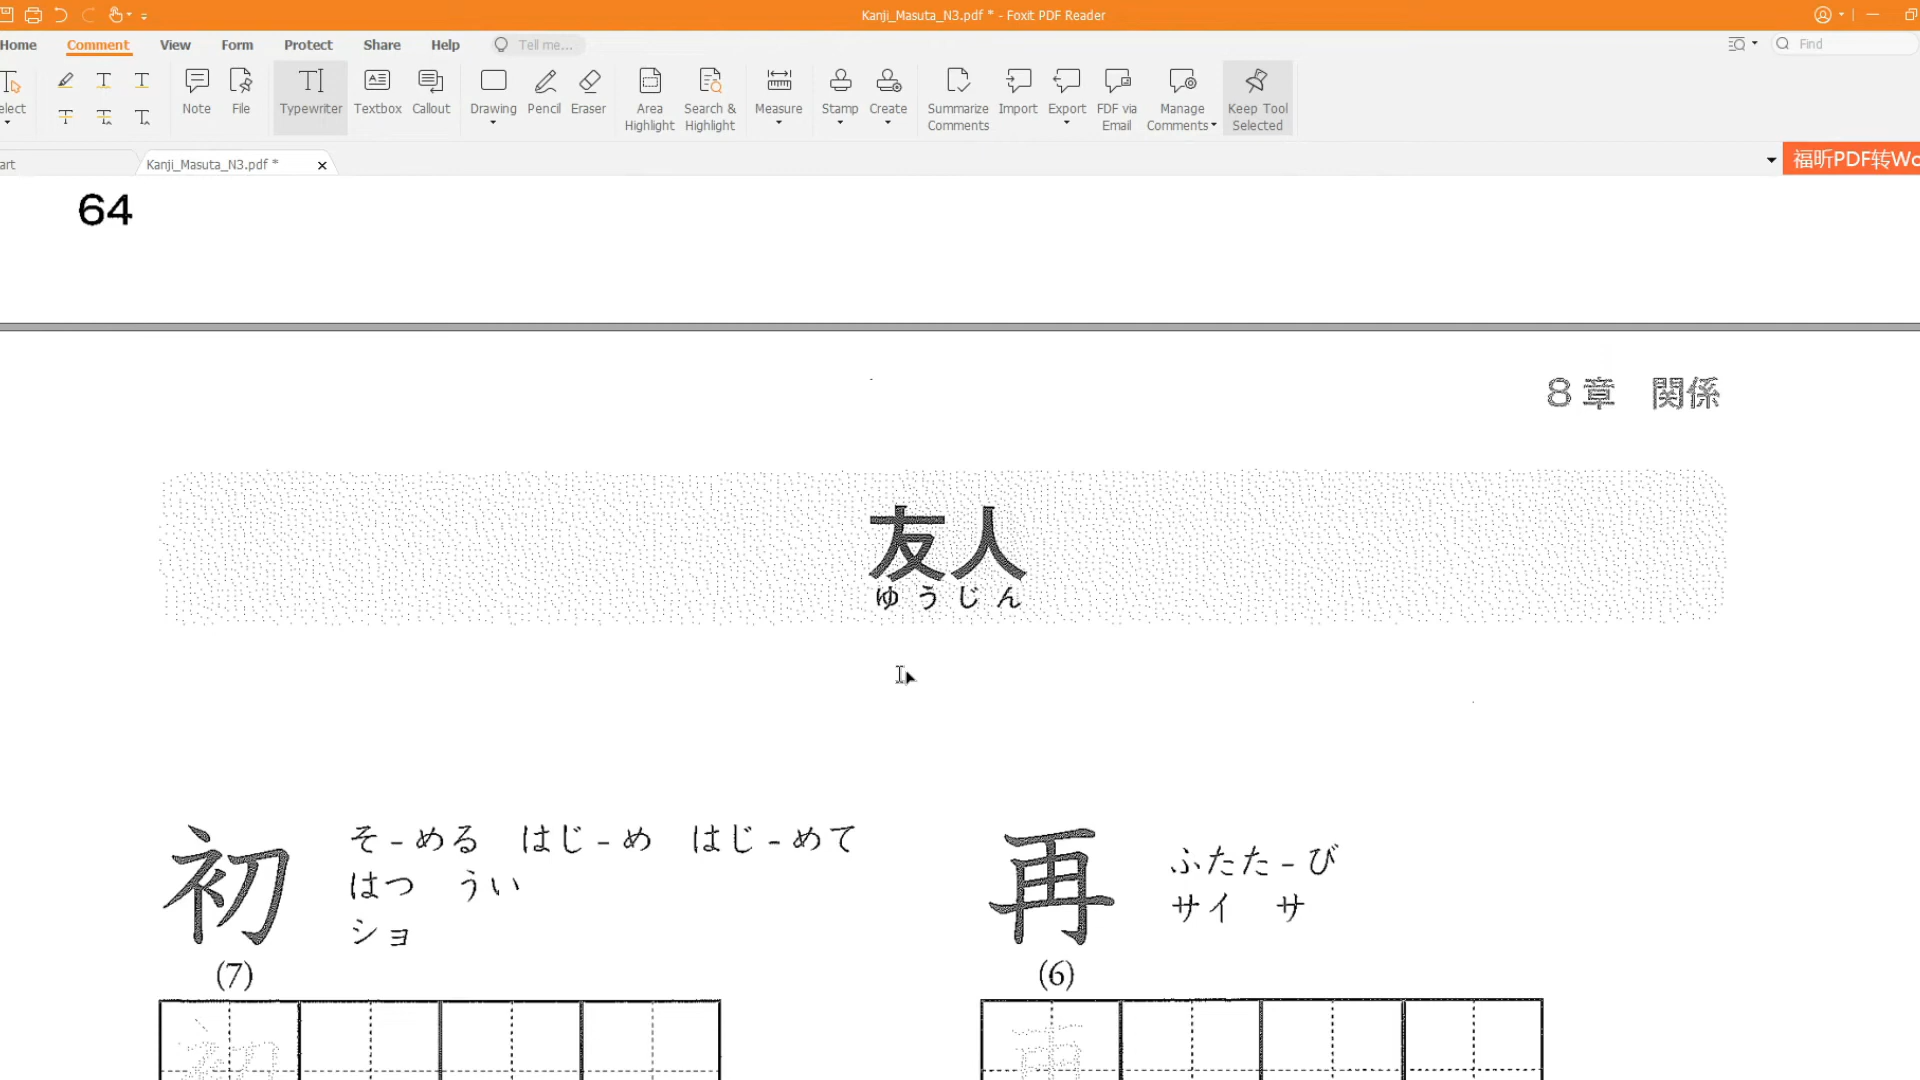 Kanji_Masuta_N3.pdf * - Foxit PDF Reader
Home Comment View Form Protect Share Help Tell me... Find
elect Note File Typewriter Textbox Callout Drawing Pencil Eraser Area Highlight Search & Highlight Measure Stamp Create Summarize Comments Import Export FDF via Email Manage Comments Keep Tool Selected
art Kanji_Masuta_N3.pdf * 福昕PDF转Wo
64
8章 関係
友人
ゆうじん
初 そ-める はじ-め はじ-めて
はつ うい
ショ
(7)
再 ふたた-び
サイ サ
(6)
初
再